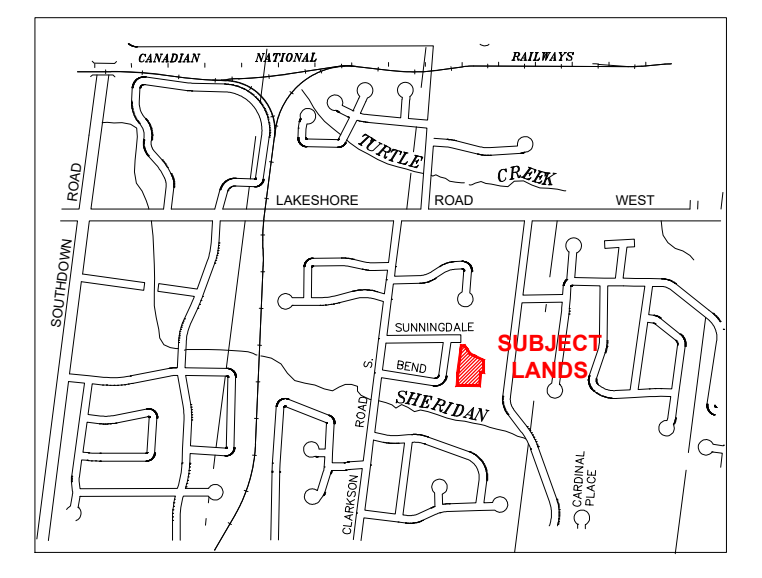 CANADIAN NATIONAL RAILWAYS
TURTLE CREEK
ROAD
LAKESHORE ROAD WEST
SOUTHDOWN
SUNNINGDALE
BEND
SUBJECT
LANDS
S.
ROAD
CLARKSON
SHERIDAN
CARDINAL
PLACE